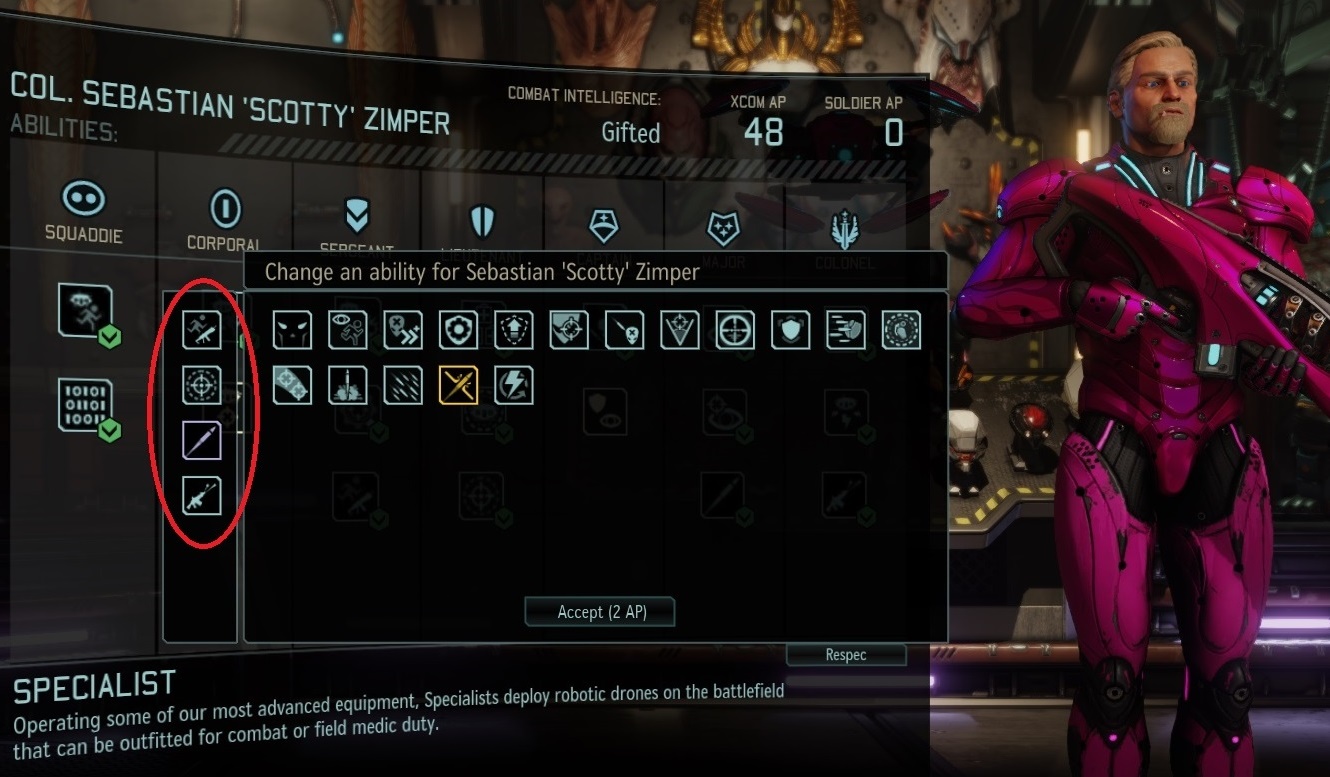 COL. SEBASTIAN 'SCOTTY' ZIMPER
ABILITIES:
COMBAT INTELLIGENCE:
Gifted
XCOM AP
48
SOLDIER AP
0
SQUADDIE
CORPORAL
SERGEANT
LIEUTENANT
CAPTAIN
MAJOR
COLONEL
Change an ability for Sebastian 'Scotty' Zimper
Accept (2 AP)
Respec
SPECIALIST
Operating some of our most advanced equipment, Specialists deploy robotic drones on the battlefield
that can be outfitted for combat or field medic duty.